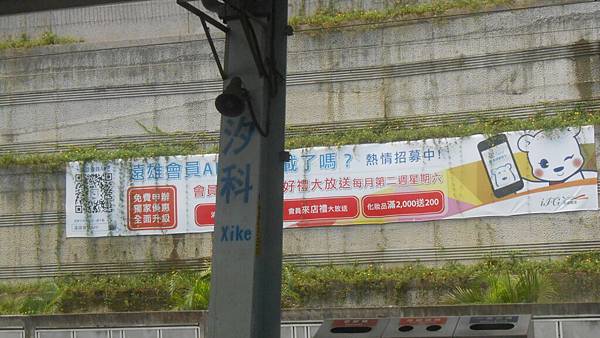 遠雄會員A
載了嗎？ 熱情招募中!
免費申辦
獨家優惠
全面升級
會員
好禮大放送 每月第二週星期六
會員來店禮大放送
化妝品滿2,000送200
iFG
汐科
Xike